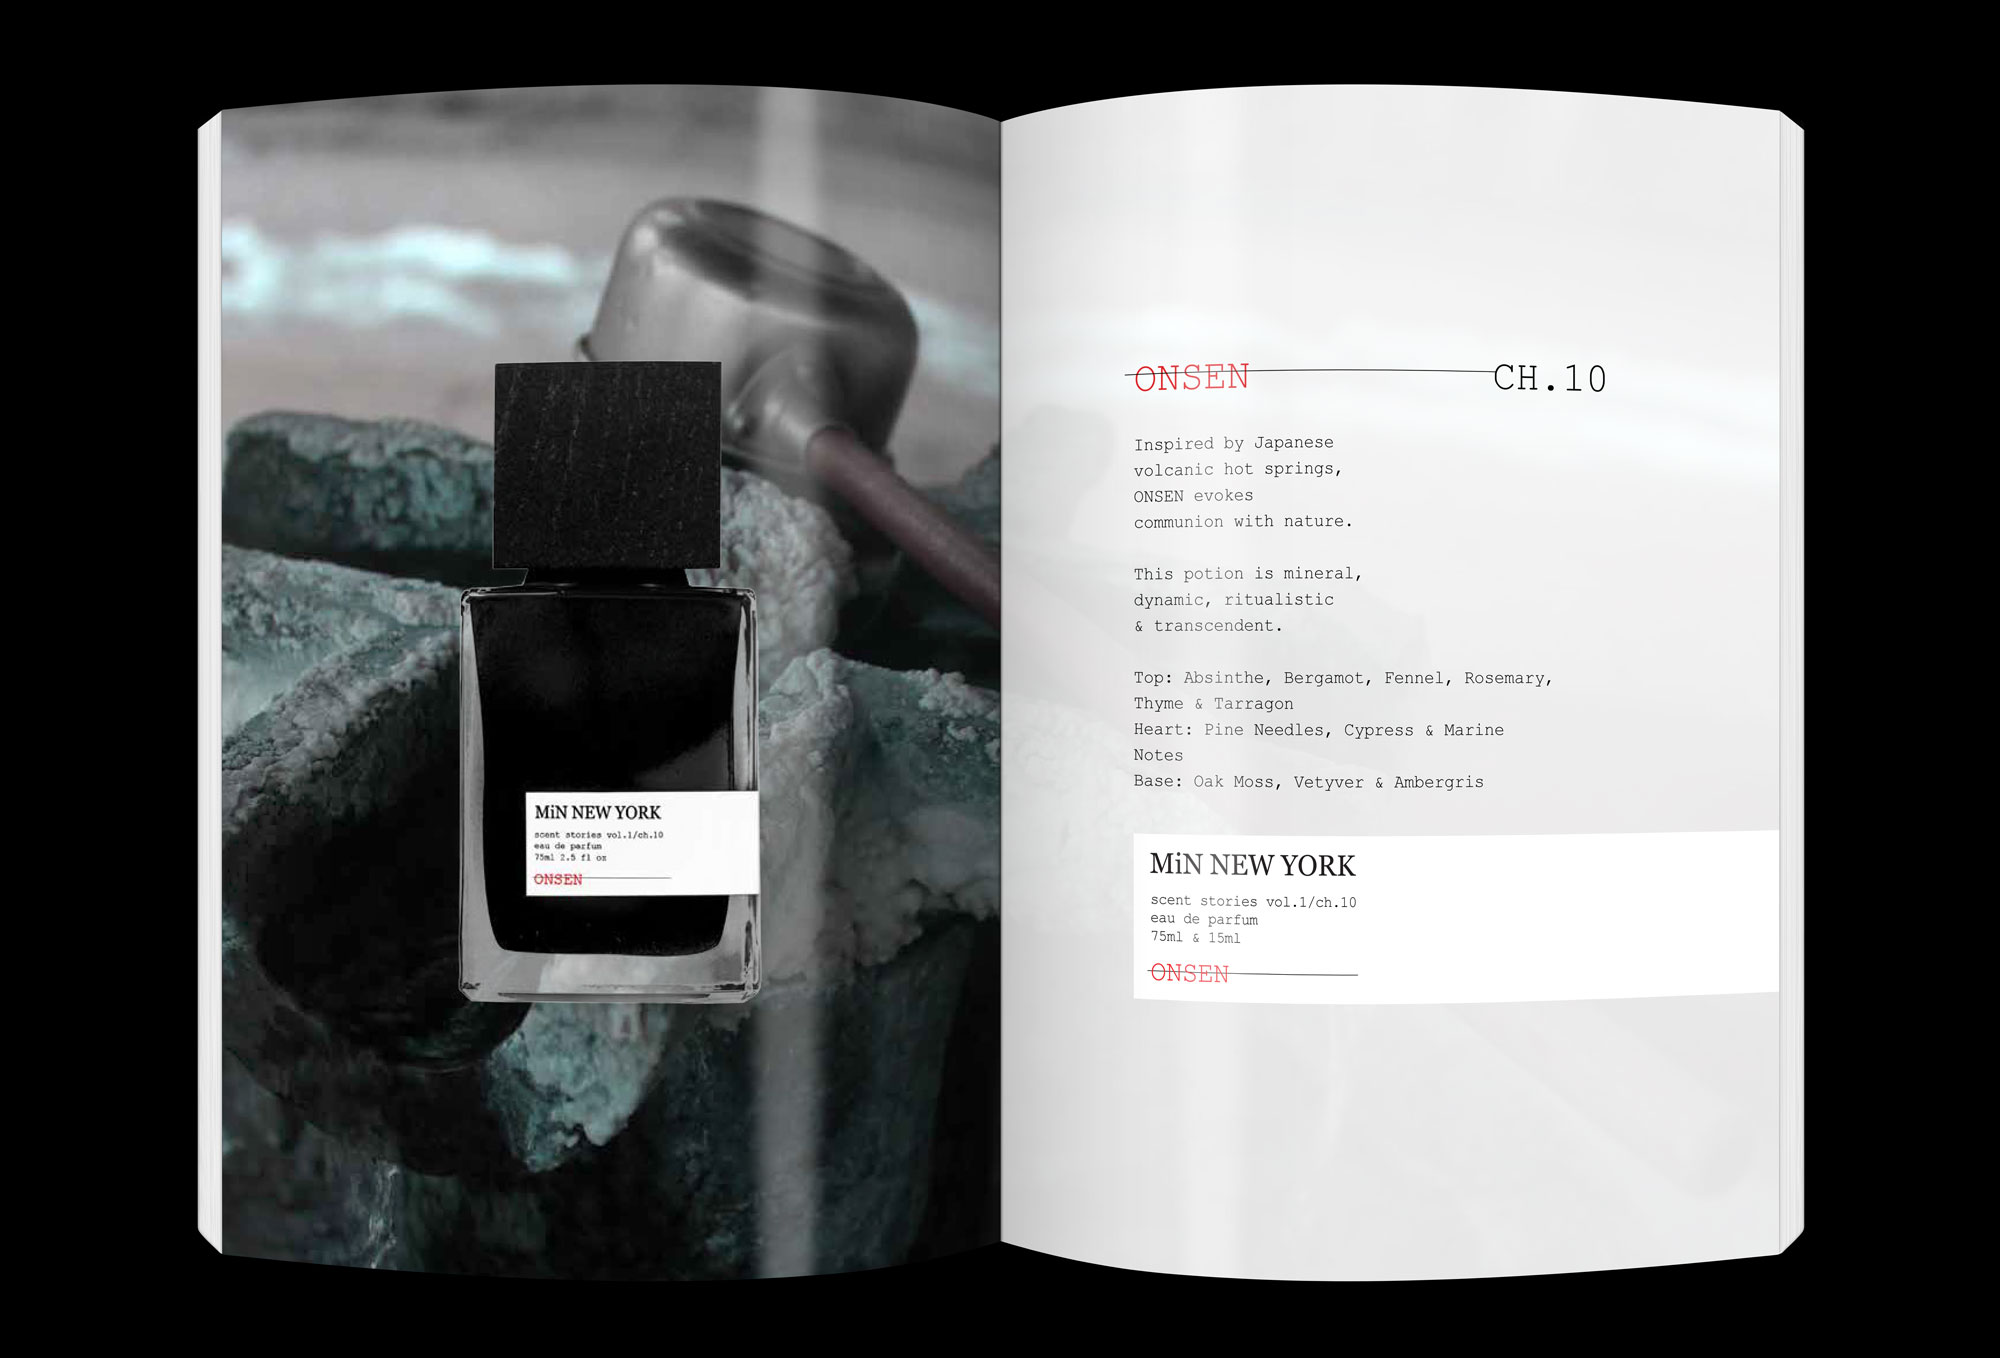 MiN NEW YORK
scent stories vol.1/ch.10
eau de parfum
75ml 2.5 fl oz
ONSEN
ONSEN CH.10
Inspired by Japanese
volcanic hot springs,
ONSEN evokes
communion with nature.
This potion is mineral,
dynamic, ritualistic
& transcendent.
Top: Absinthe, Bergamot, Fennel, Rosemary,
Thyme & Tarragon
Heart: Pine Needles, Cypress & Marine
Notes
Base: Oak Moss, Vetyver & Ambergris
MiN NEW YORK
scent stories vol.1/ch.10
eau de parfum
75ml & 15ml
ONSEN